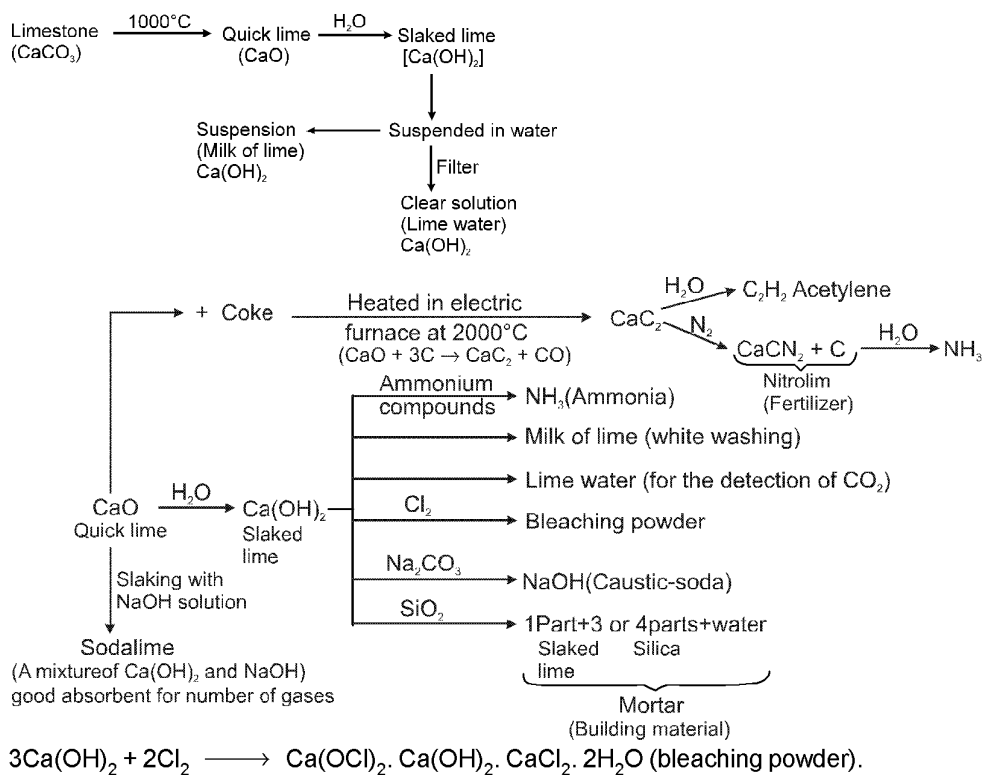 1000°C
H₂O
Limestone
Quick lime
Slaked lime
(CaCO₃)
(CaO)
[Ca(OH)₂]
Suspension
Suspended in water
(Milk of lime)
Ca(OH)₂
Filter
Clear solution
(Lime water)
Ca(OH)₂
+ Coke
Heated in electric
furnace at 2000°C
(CaO + 3C → CaC₂ + CO)
CaC₂
H₂O
C₂H₂ Acetylene
N₂
CaCN₂ + C
H₂O
NH₃
Nitrolim
(Fertilizer)
Ammonium
compounds
NH₃(Ammonia)
Milk of lime (white washing)
Lime water (for the detection of CO₂)
CaO
Quick lime
H₂O
Ca(OH)₂
Slaked
lime
Cl₂
Bleaching powder
Na₂CO₃
NaOH(Caustic-soda)
SiO₂
1Part+3 or 4parts+water
Slaked
lime
Silica
Mortar
(Building material)
Slaking with
NaOH solution
Sodalime
(A mixtureof Ca(OH)₂ and NaOH)
good absorbent for number of gases
3Ca(OH)₂ + 2Cl₂ ⟶ Ca(OCl)₂. Ca(OH)₂. CaCl₂. 2H₂O (bleaching powder).